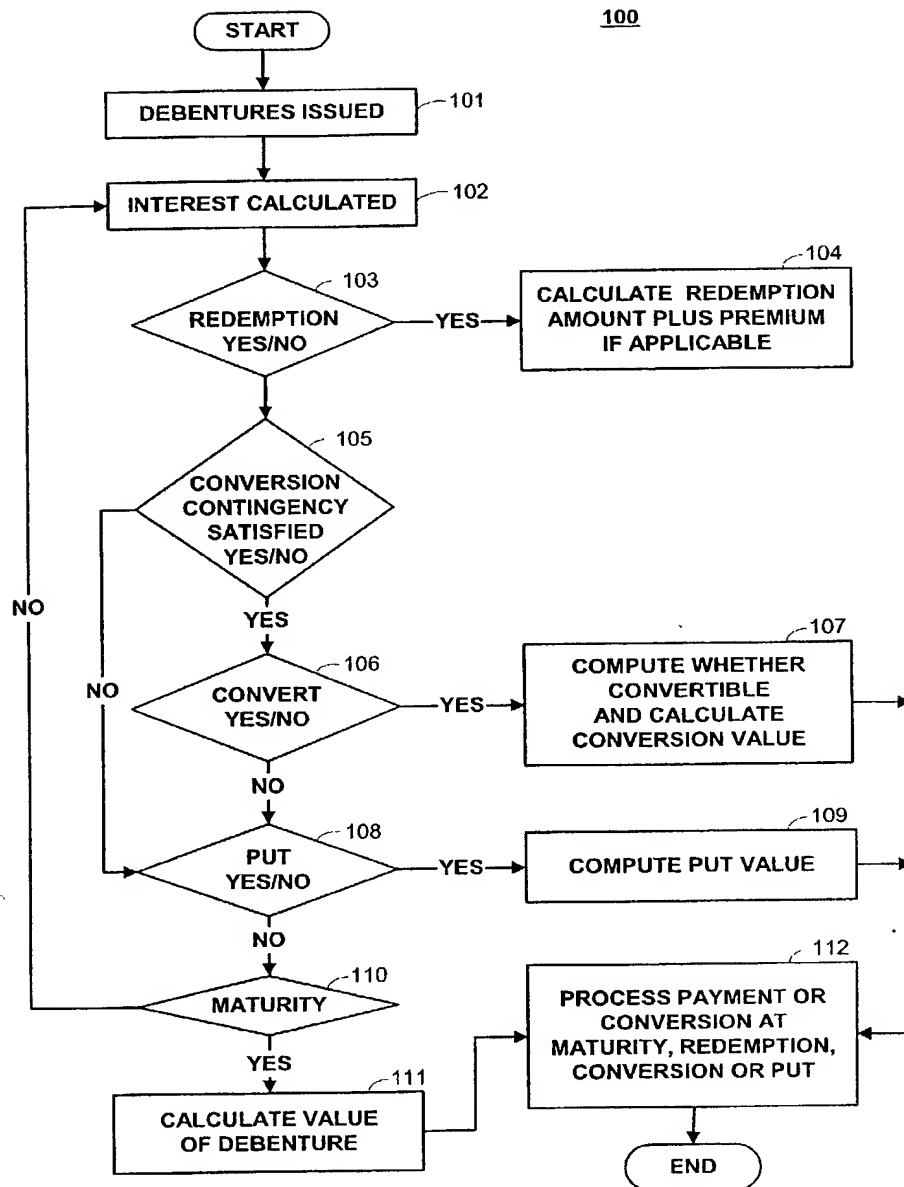 100
START
DEBENTURES ISSUED
101
INTEREST CALCULATED
102
103
REDEMPTION
YES/NO
YES
104
CALCULATE REDEMPTION
AMOUNT PLUS PREMIUM
IF APPLICABLE
105
CONVERSION
CONTINGENCY
SATISFIED
YES/NO
NO
YES
NO
106
CONVERT
YES/NO
YES
107
COMPUTE WHETHER
CONVERTIBLE
AND CALCULATE
CONVERSION VALUE
NO
108
PUT
YES/NO
YES
109
COMPUTE PUT VALUE
NO
110
MATURITY
YES
111
CALCULATE VALUE
OF DEBENTURE
112
PROCESS PAYMENT OR
CONVERSION AT
MATURITY, REDEMPTION,
CONVERSION OR PUT
END